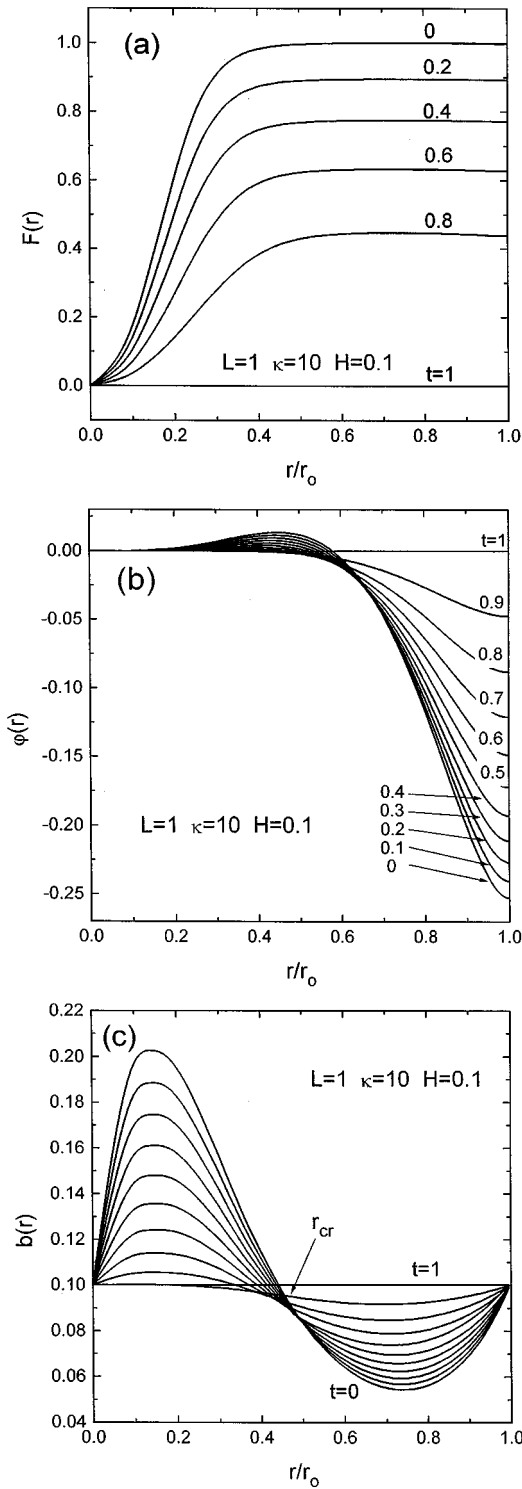 (a)
0
0.2
0.4
0.6
0.8
L=1 κ=10 H=0.1
t=1
1.0
0.8
0.6
0.4
0.2
0.0
F(r)
0.0 0.2 0.4 0.6 0.8 1.0
r/r₀
(b)
t=1
0.9
0.8
0.7
0.6
0.5
0.4
0.3
0.2
0.1
0
L=1 κ=10 H=0.1
0.00
-0.05
-0.10
-0.15
-0.20
-0.25
φ(r)
0.0 0.2 0.4 0.6 0.8 1.0
r/r₀
(c)
L=1 κ=10 H=0.1
r_cr
t=1
t=0
0.22
0.20
0.18
0.16
0.14
0.12
0.10
0.08
0.06
0.04
b(r)
0.0 0.2 0.4 0.6 0.8 1.0
r/r₀